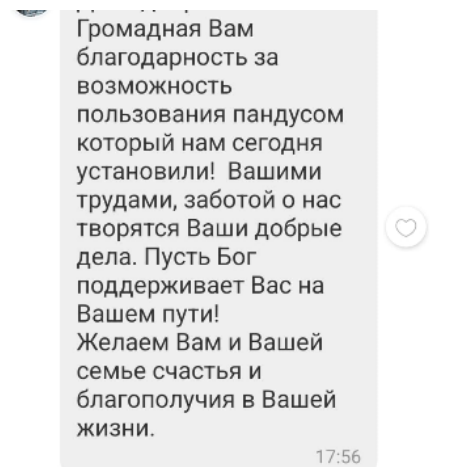 Громадная Вам
благодарность за
возможность
пользования пандусом
который нам сегодня
установили! Вашими
трудами, заботой о нас
творятся Ваши добрые
дела. Пусть Бог
поддерживает Вас на
Вашем пути!
Желаем Вам и Вашей
семье счастья и
благополучия в Вашей
жизни.
17:56